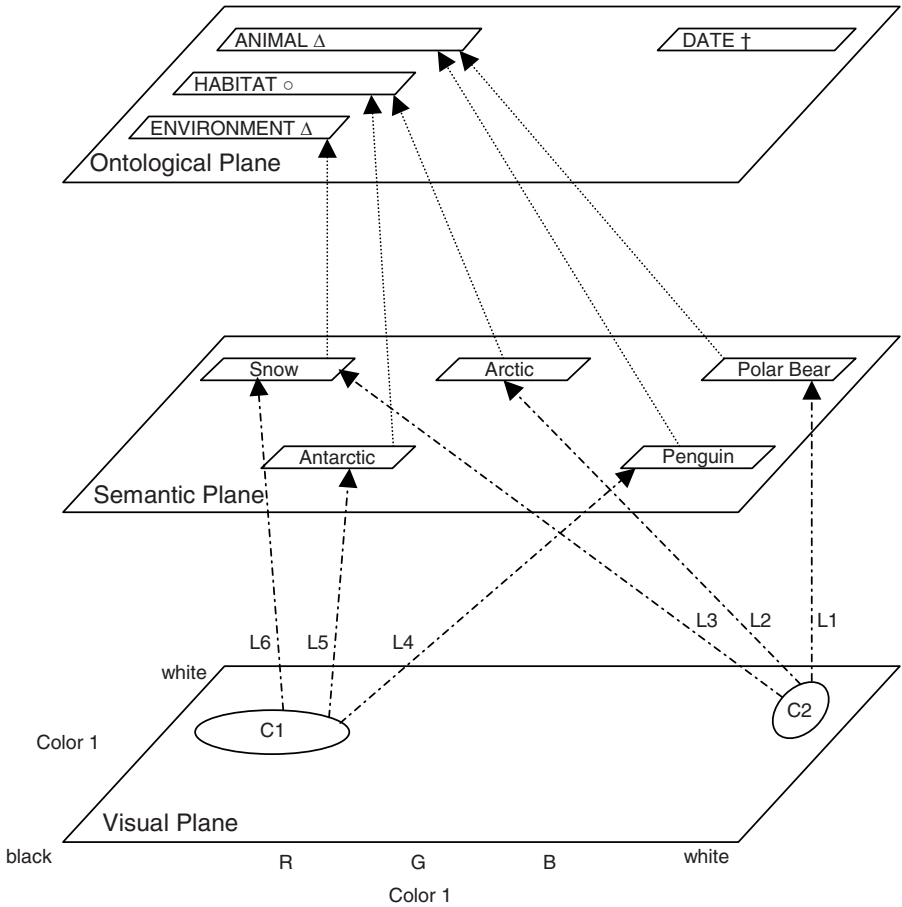 ANIMAL Δ
DATE †
HABITAT ○
ENVIRONMENT Δ
Ontological Plane
Snow
Arctic
Polar Bear
Antarctic
Penguin
Semantic Plane
L6
L5
L4
L3
L2
L1
white
C1
C2
Color 1
Visual Plane
black
R
G
B
white
Color 1